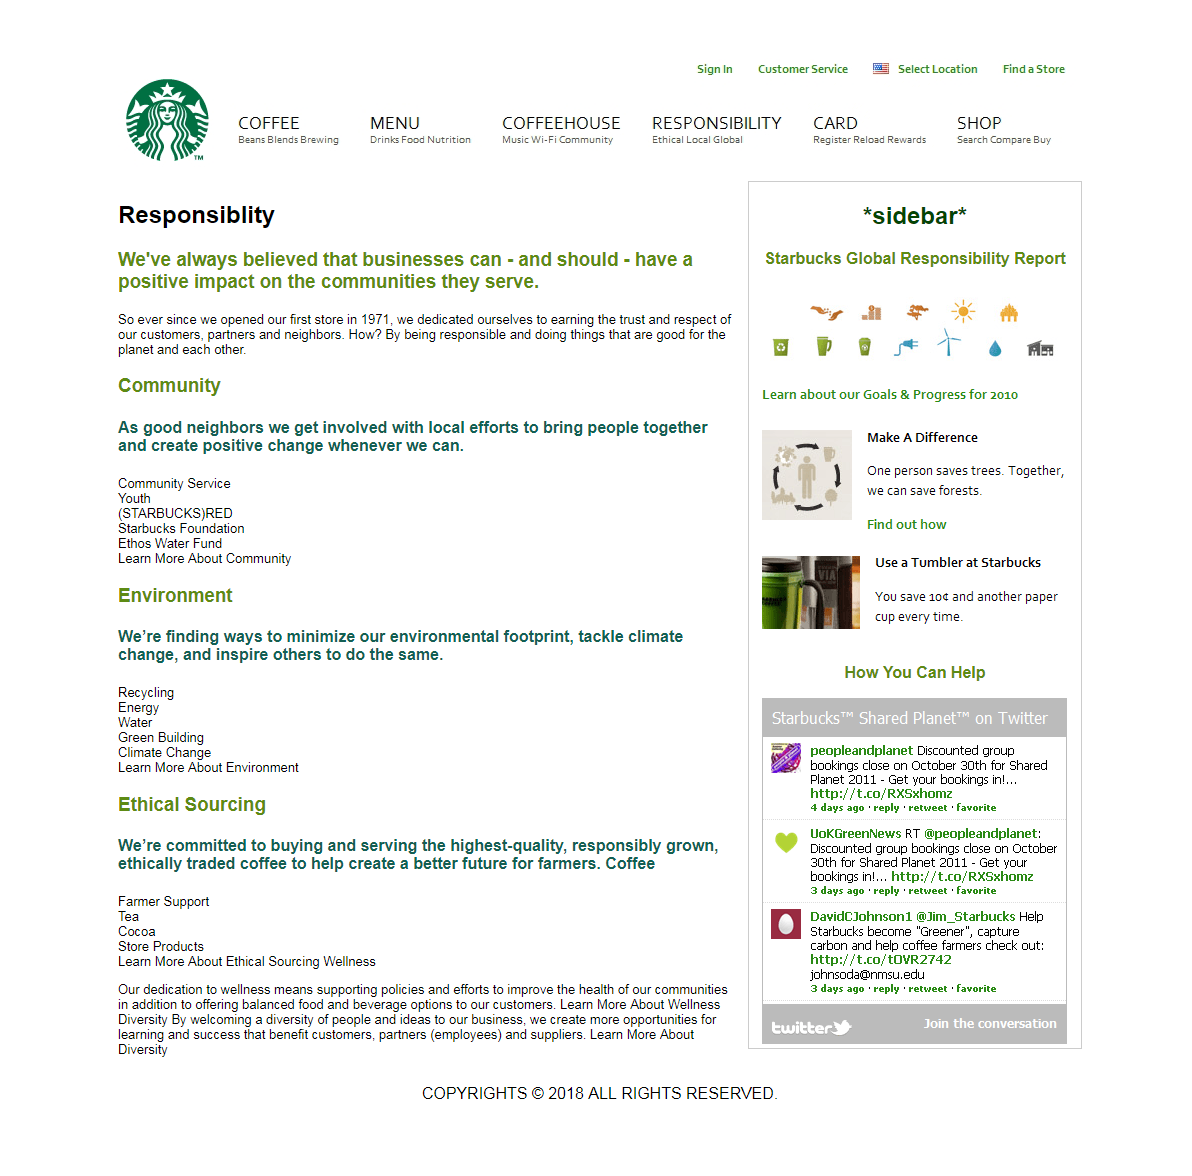 Sign In Customer Service Select Location Find a Store
COFFEE MENU COFFEEHOUSE RESPONSIBILITY CARD SHOP
Beans Blends Brewing Drinks Food Nutrition Music Wi-Fi Community Ethical Local Global Register Reload Rewards Search Compare Buy
TM
Responsiblity
We've always believed that businesses can - and should - have a
positive impact on the communities they serve.
So ever since we opened our first store in 1971, we dedicated ourselves to earning the trust and respect of
our customers, partners and neighbors. How? By being responsible and doing things that are good for the
planet and each other.
Community
As good neighbors we get involved with local efforts to bring people together
and create positive change whenever we can.
Community Service
Youth
(STARBUCKS)RED
Starbucks Foundation
Ethos Water Fund
Learn More About Community
Environment
We’re finding ways to minimize our environmental footprint, tackle climate
change, and inspire others to do the same.
Recycling
Energy
Water
Green Building
Climate Change
Learn More About Environment
Ethical Sourcing
We’re committed to buying and serving the highest-quality, responsibly grown,
ethically traded coffee to help create a better future for farmers. Coffee
Farmer Support
Tea
Cocoa
Store Products
Learn More About Ethical Sourcing Wellness
Our dedication to wellness means supporting policies and efforts to improve the health of our communities
in addition to offering balanced food and beverage options to our customers. Learn More About Wellness
Diversity By welcoming a diversity of people and ideas to our business, we create more opportunities for
learning and success that benefit customers, partners (employees) and suppliers. Learn More About
Diversity
*sidebar*
Starbucks Global Responsibility Report
Learn about our Goals & Progress for 2010
Make A Difference
One person saves trees. Together,
we can save forests.
Find out how
VIA
Use a Tumbler at Starbucks
You save 10¢ and another paper
cup every time.
How You Can Help
Starbucks™ Shared Planet™ on Twitter
peopleandplanet Discounted group
bookings close on October 30th for Shared
Planet 2011 - Get your bookings in!...
http://t.co/RXSxhomz
4 days ago · reply · retweet · favorite
UoKGreenNews RT @peopleandplanet:
Discounted group bookings close on October
30th for Shared Planet 2011 - Get your
bookings in!... http://t.co/RXSxhomz
3 days ago · reply · retweet · favorite
DavidCJohnson1 @Jim_Starbucks Help
Starbucks become "Greener", capture
carbon and help coffee farmers check out:
http://t.co/tOVR2742
johnsoda@nmsu.edu
3 days ago · reply · retweet · favorite
twitter Join the conversation
COPYRIGHTS © 2018 ALL RIGHTS RESERVED.